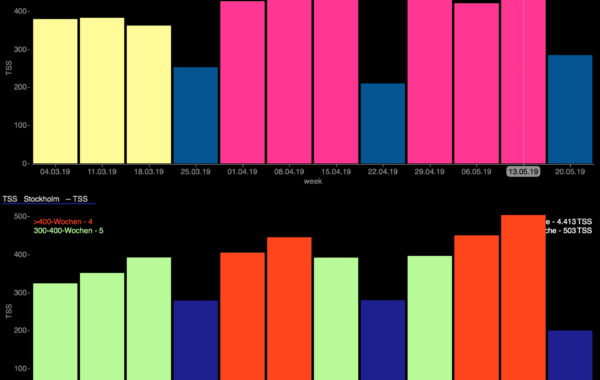 400
300
TSS
200
100
0
04.03.19 11.03.19 18.03.19 25.03.19 01.04.19 08.04.19 15.04.19 22.04.19 29.04.19 06.05.19 13.05.19 20.05.19
week
TSS Stockholm -- TSS
500
>400-Wochen - 4
- 4.413 TSS
300-400-Wochen - 5
- 503 TSS
400
300
TSS
200
100